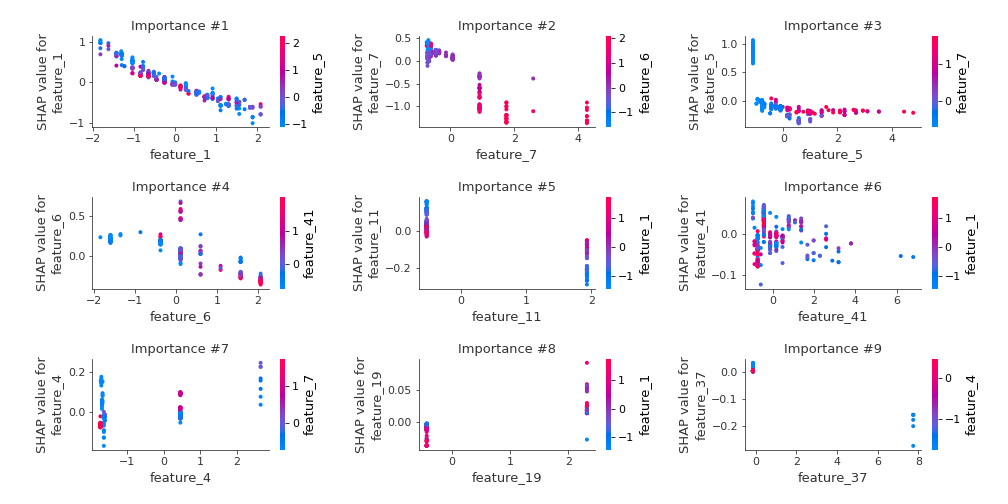 Importance #1
Importance #2
Importance #3
SHAP value for
feature_1
1
0
−1
−2
−1
0
1
2
feature_1
2
1
0
−1
feature_5
SHAP value for
feature_7
0.5
0.0
−0.5
−1.0
0
2
4
feature_7
2
1
0
−1
feature_6
SHAP value for
feature_5
1.0
0.5
0.0
0
2
4
feature_5
1
0
feature_7
Importance #4
Importance #5
Importance #6
SHAP value for
feature_6
0.5
0.0
−2
−1
0
1
2
feature_6
1
0
feature_41
SHAP value for
feature_11
0.0
−0.2
0
1
2
feature_11
1
0
−1
feature_1
SHAP value for
feature_41
0.0
−0.1
0
2
4
6
feature_41
1
0
−1
feature_1
Importance #7
Importance #8
Importance #9
SHAP value for
feature_4
0.2
0.0
−1
0
1
2
feature_4
1
0
feature_7
SHAP value for
feature_19
0.05
0.00
0
1
2
feature_19
1
0
−1
feature_1
SHAP value for
feature_37
0.0
−0.1
−0.2
0
2
4
6
8
feature_37
0
−1
feature_4